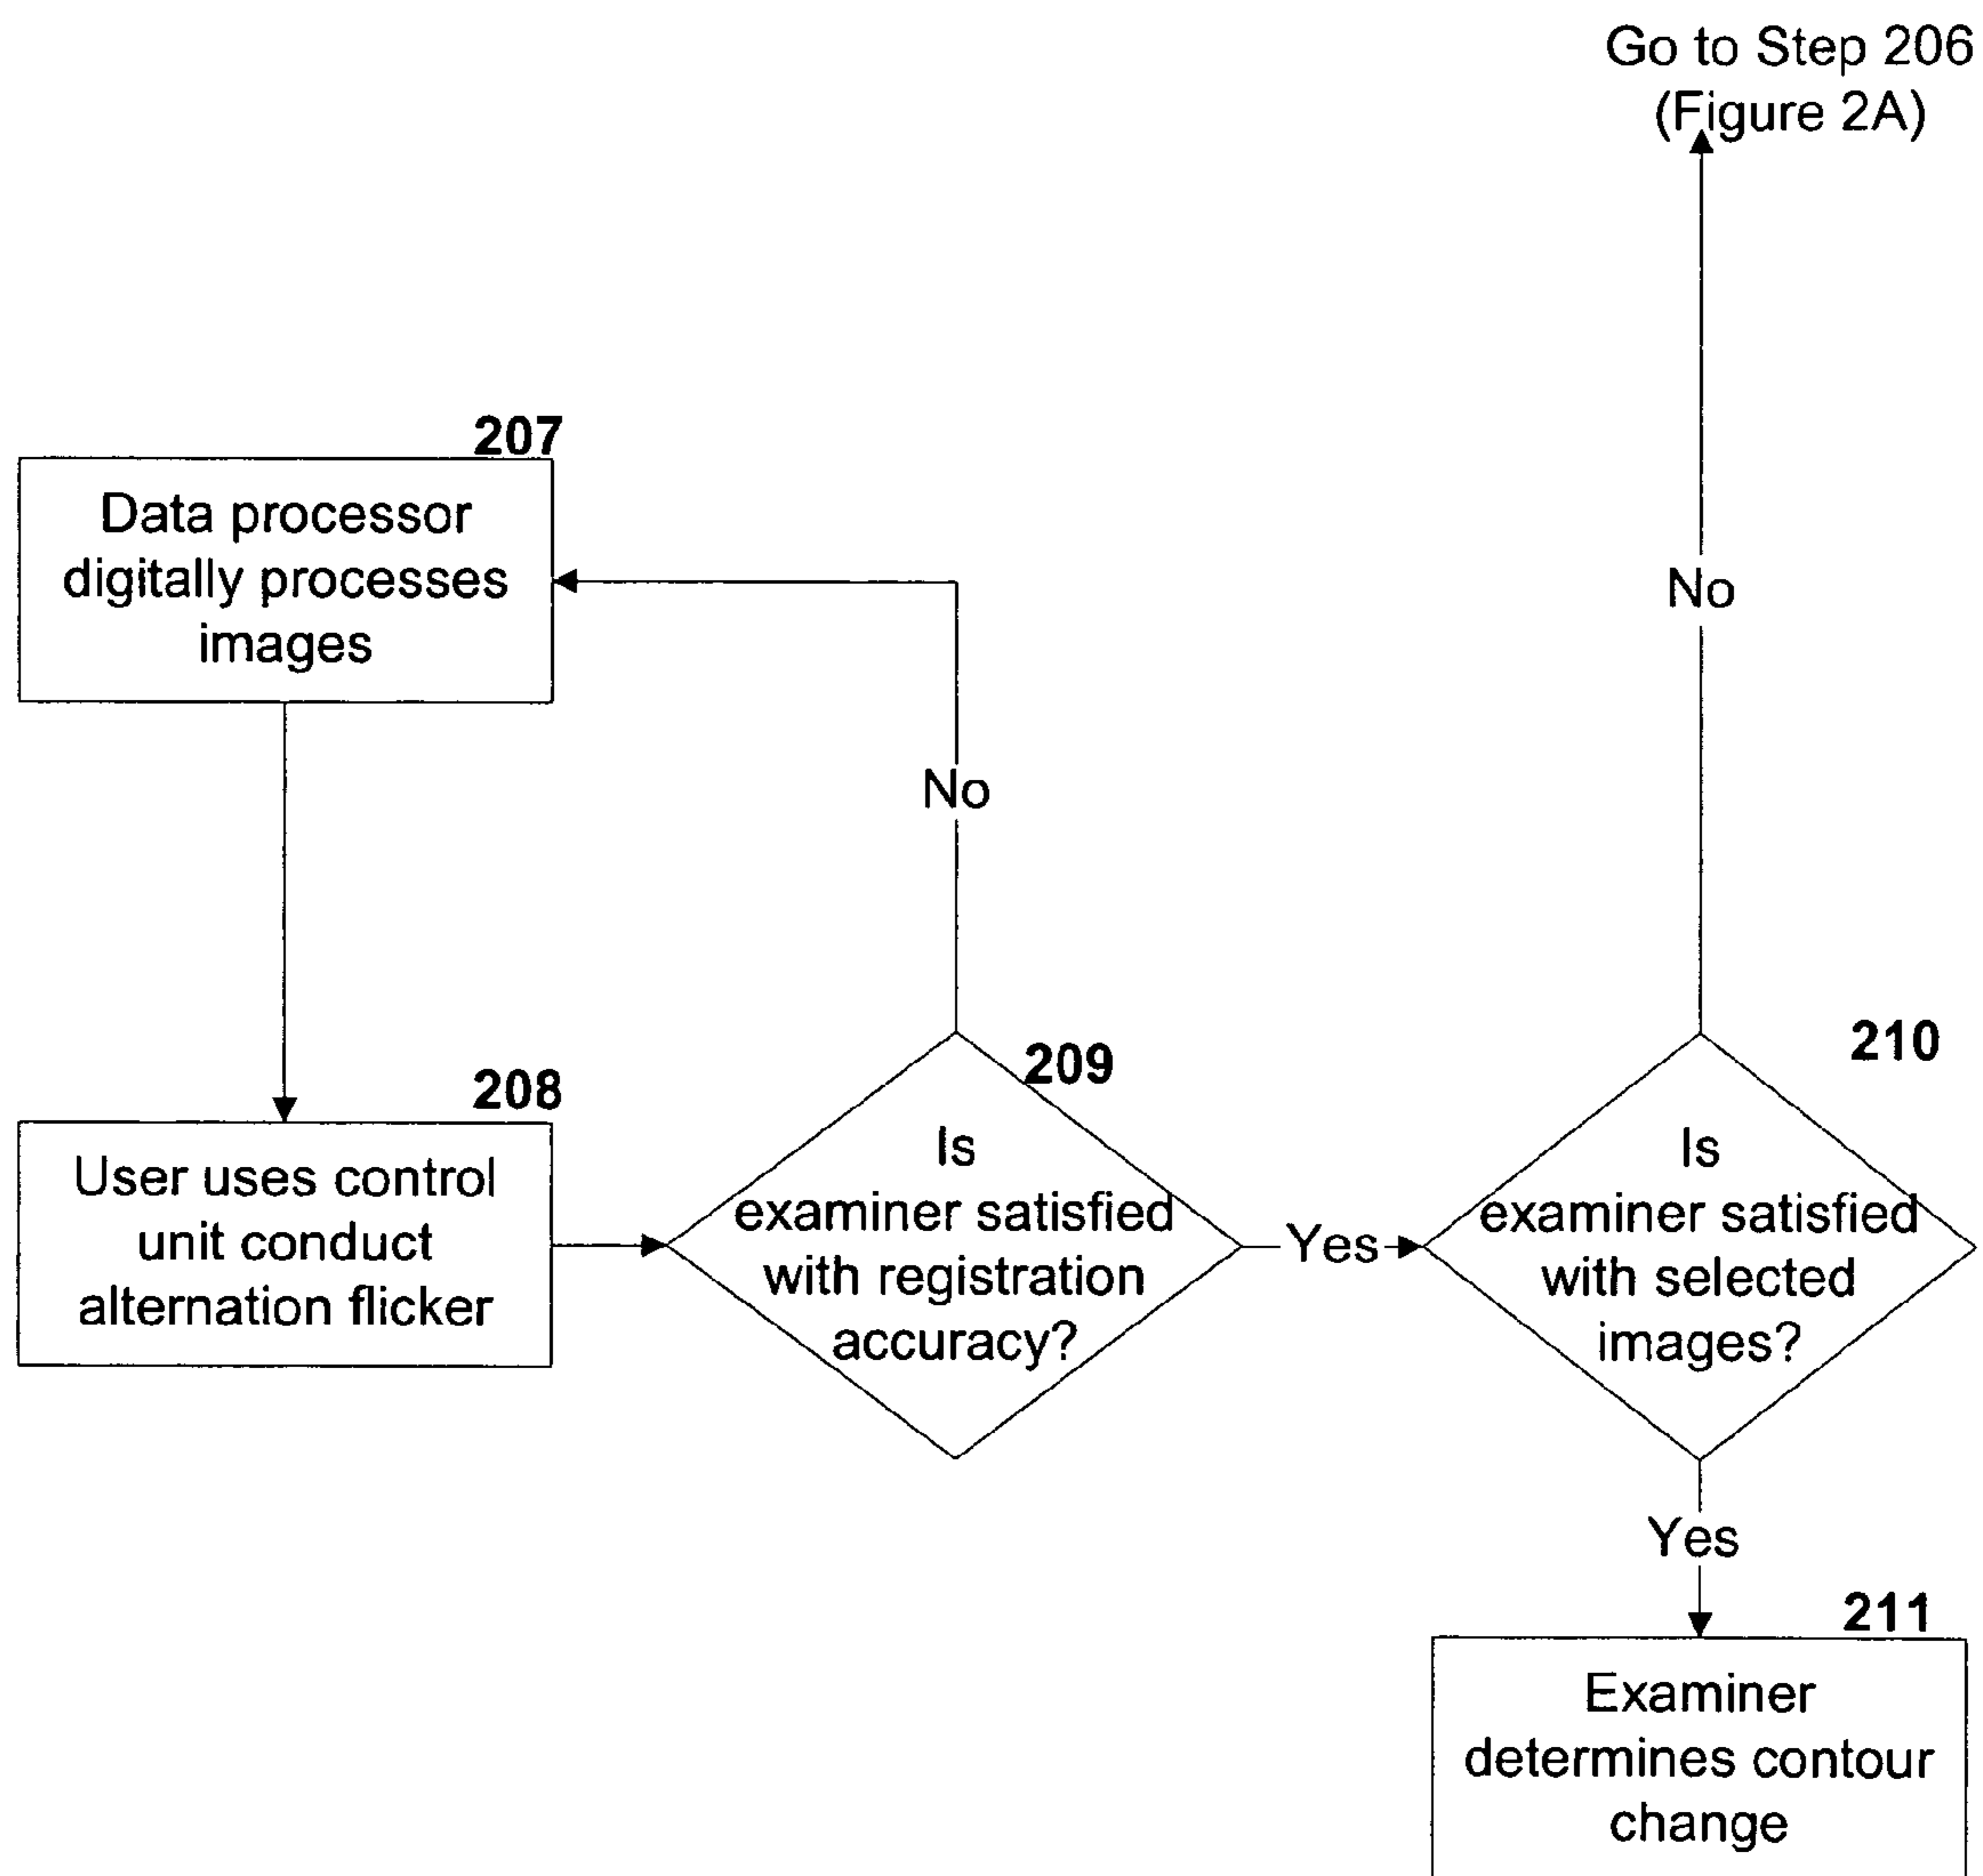 Go to Step 206
(Figure 2A)
207
Data processor
digitally processes
images
No
No
208
User uses control
unit conduct
alternation flicker
209
Is
examiner satisfied
with registration
accuracy?
Yes
210
Is
examiner satisfied
with selected
images?
Yes
211
Examiner
determines contour
change